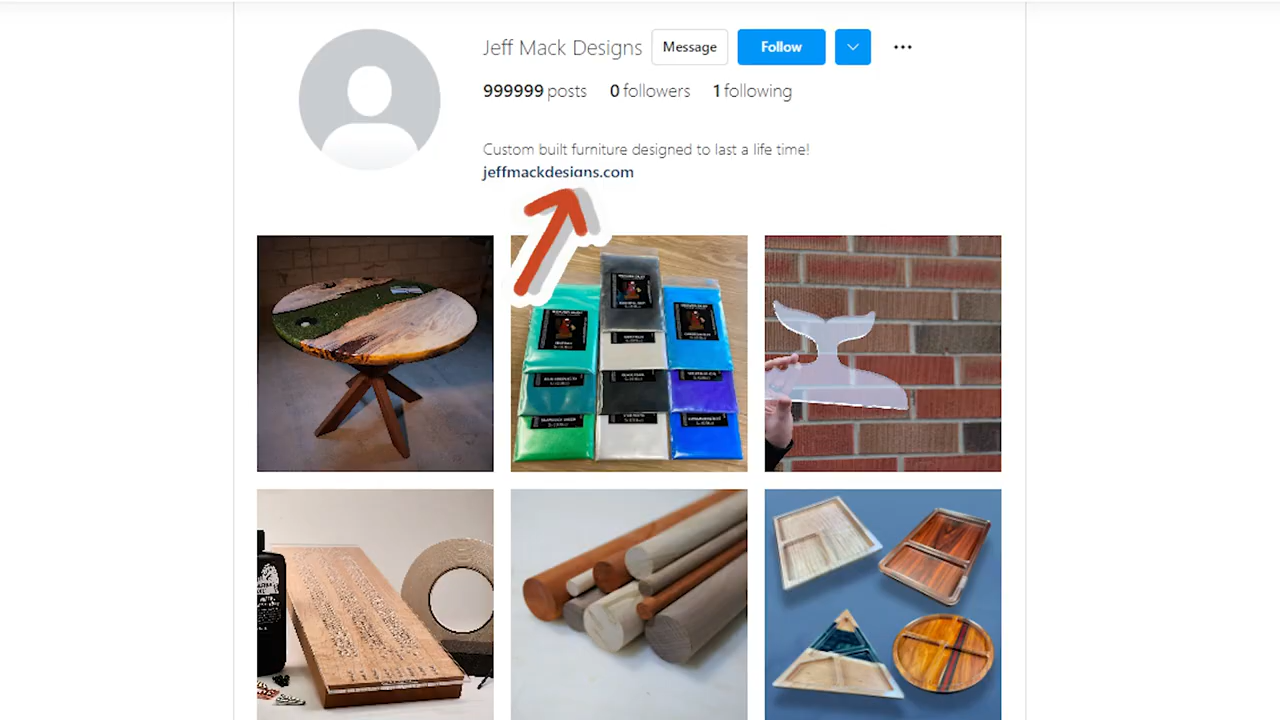 Jeff Mack Designs Message Follow
999999 posts 0 followers 1 following
Custom built furniture designed to last a life time!
jeffmackdesigns.com